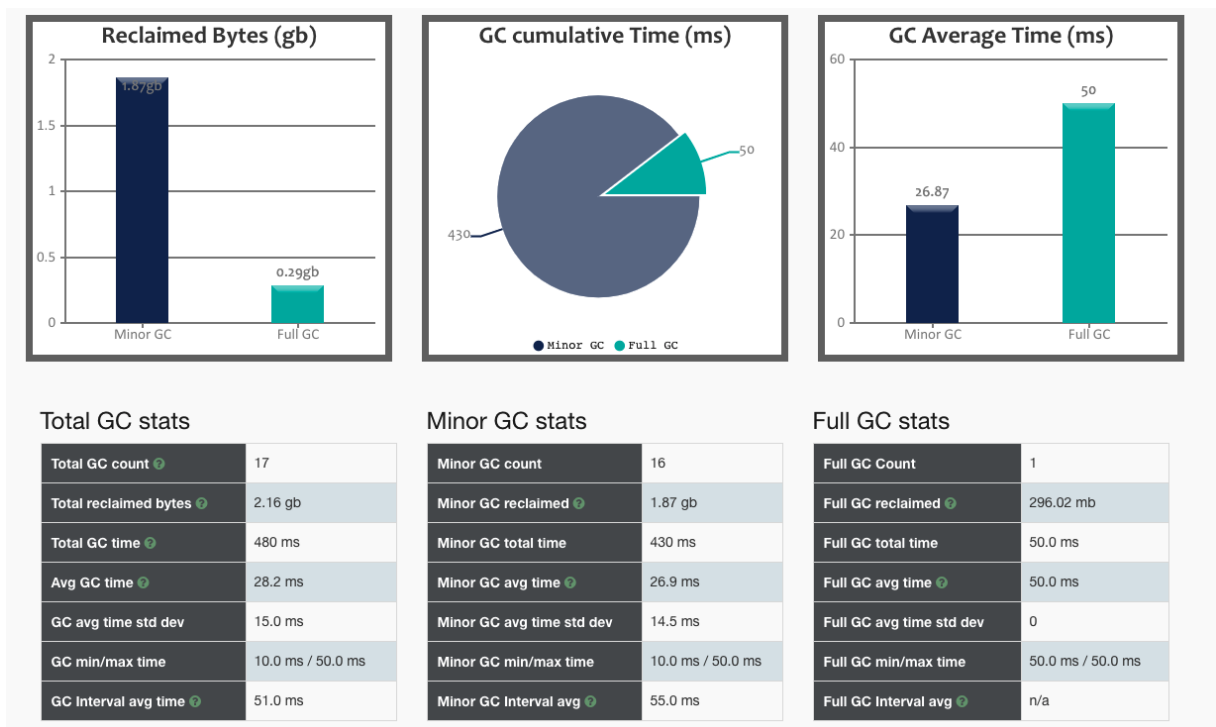 Reclaimed Bytes (gb)
2
1.5
1
0.5
0
1.87gb
0.29gb
Minor GC
Full GC
GC cumulative Time (ms)
50
430
Minor GC Full GC
GC Average Time (ms)
60
40
20
0
26.87
50
Minor GC
Full GC
Total GC stats
Total GC count ? 17
Total reclaimed bytes ? 2.16 gb
Total GC time ? 480 ms
Avg GC time ? 28.2 ms
GC avg time std dev 15.0 ms
GC min/max time 10.0 ms / 50.0 ms
GC Interval avg time ? 51.0 ms
Minor GC stats
Minor GC count 16
Minor GC reclaimed ? 1.87 gb
Minor GC total time 430 ms
Minor GC avg time ? 26.9 ms
Minor GC avg time std dev 14.5 ms
Minor GC min/max time 10.0 ms / 50.0 ms
Minor GC Interval avg ? 55.0 ms
Full GC stats
Full GC Count 1
Full GC reclaimed ? 296.02 mb
Full GC total time 50.0 ms
Full GC avg time ? 50.0 ms
Full GC avg time std dev 0
Full GC min/max time 50.0 ms / 50.0 ms
Full GC Interval avg ? n/a